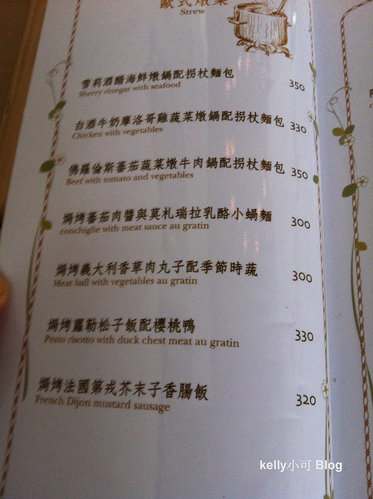 歐式燉菜
Strew
雪莉酒醋海鮮燉鍋配拐杖麵包 350
Sherry vinegar with seafood
白酒牛奶摩洛哥雞蔬菜燉鍋配拐杖麵包 330
Chicken with vegetables
佛羅倫斯蕃茄蔬菜燉牛肉鍋配拐杖麵包 350
Beef with tomato and vegetables
焗烤蕃茄肉醬與莫札瑞拉乳酪小蝸麵 300
conchiglie with meat sauce au gratin
焗烤義大利香草肉丸子配季節時蔬 300
Meat ball with vegetables au gratin
焗烤蘿勒松子飯配櫻桃鴨 330
Pesto risotto with duck chest meat au gratin
焗烤法國第戎芥末子香腸飯 320
French Dijon mustard sausage
kelly小可 Blog